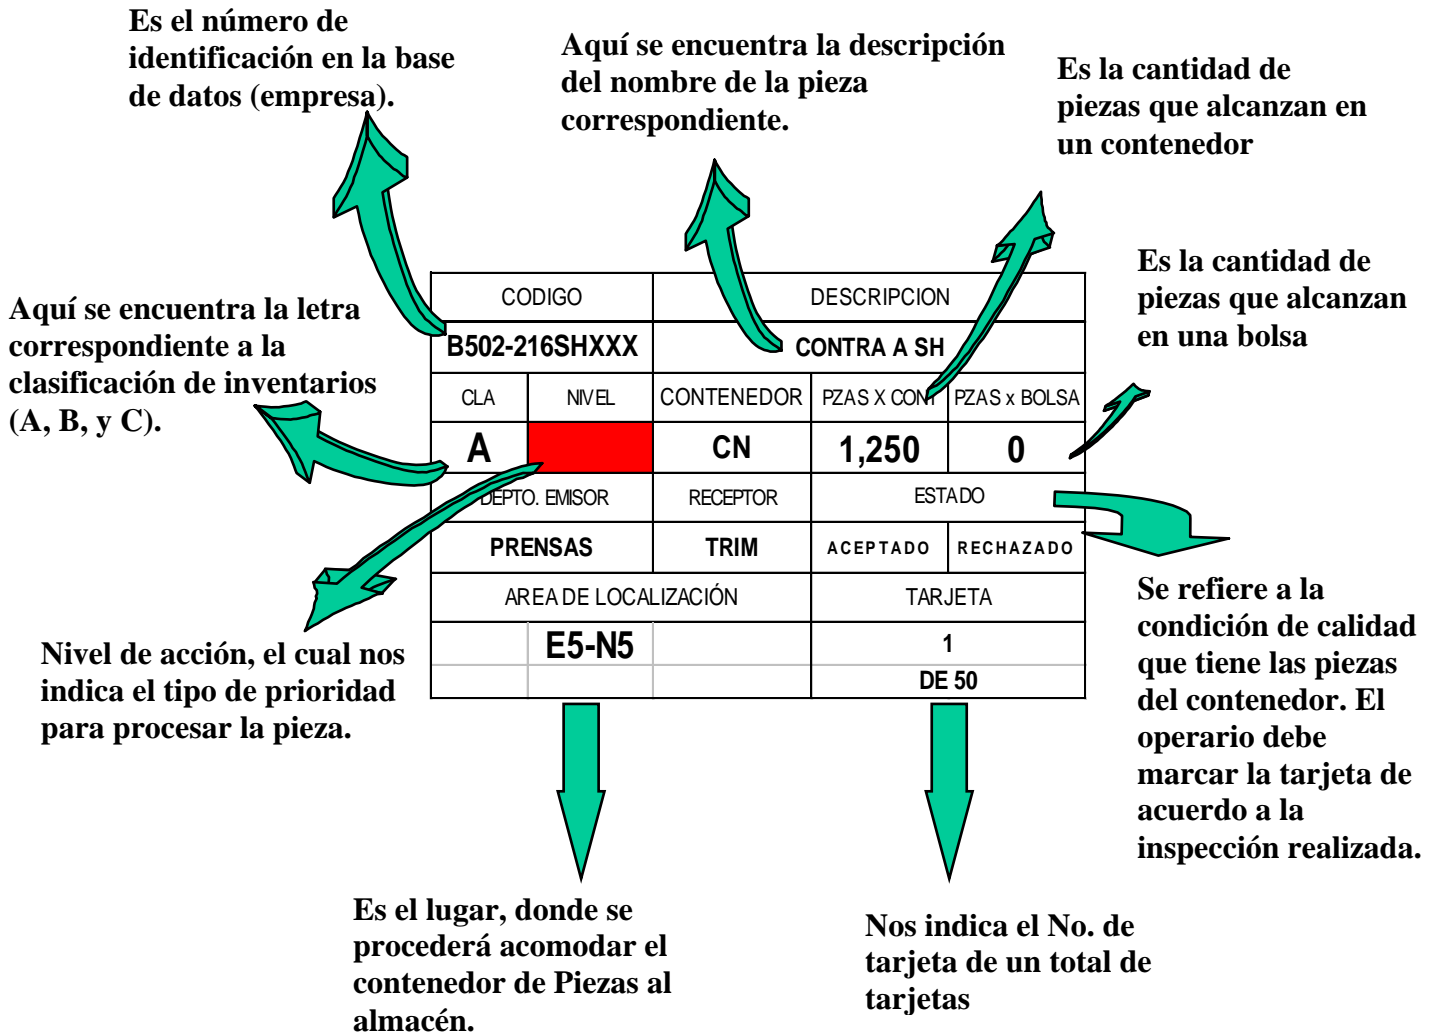 Es el número de
identificación en la base
de datos (empresa).
Aquí se encuentra la descripción
del nombre de la pieza
correspondiente.
Es la cantidad de
piezas que alcanzan en
un contenedor
Es la cantidad de
piezas que alcanzan
en una bolsa
Aquí se encuentra la letra
correspondiente a la
clasificación de inventarios
(A, B, y C).
CODIGO DESCRIPCION
B502-216SHXXX CONTRA A SH
CLA NIVEL CONTENEDOR PZAS X CONT PZAS x BOLSA
A CN 1,250 0
DEPTO. EMISOR RECEPTOR ESTADO
PRENSAS TRIM ACEPTADO RECHAZADO
AREA DE LOCALIZACIÓN TARJETA
E5-N5 1
DE 50
Nivel de acción, el cual nos
indica el tipo de prioridad
para procesar la pieza.
Se refiere a la
condición de calidad
que tiene las piezas
del contenedor. El
operario debe
marcar la tarjeta de
acuerdo a la
inspección realizada.
Es el lugar, donde se
procederá acomodar el
contenedor de Piezas al
almacén.
Nos indica el No. de
tarjeta de un total de
tarjetas